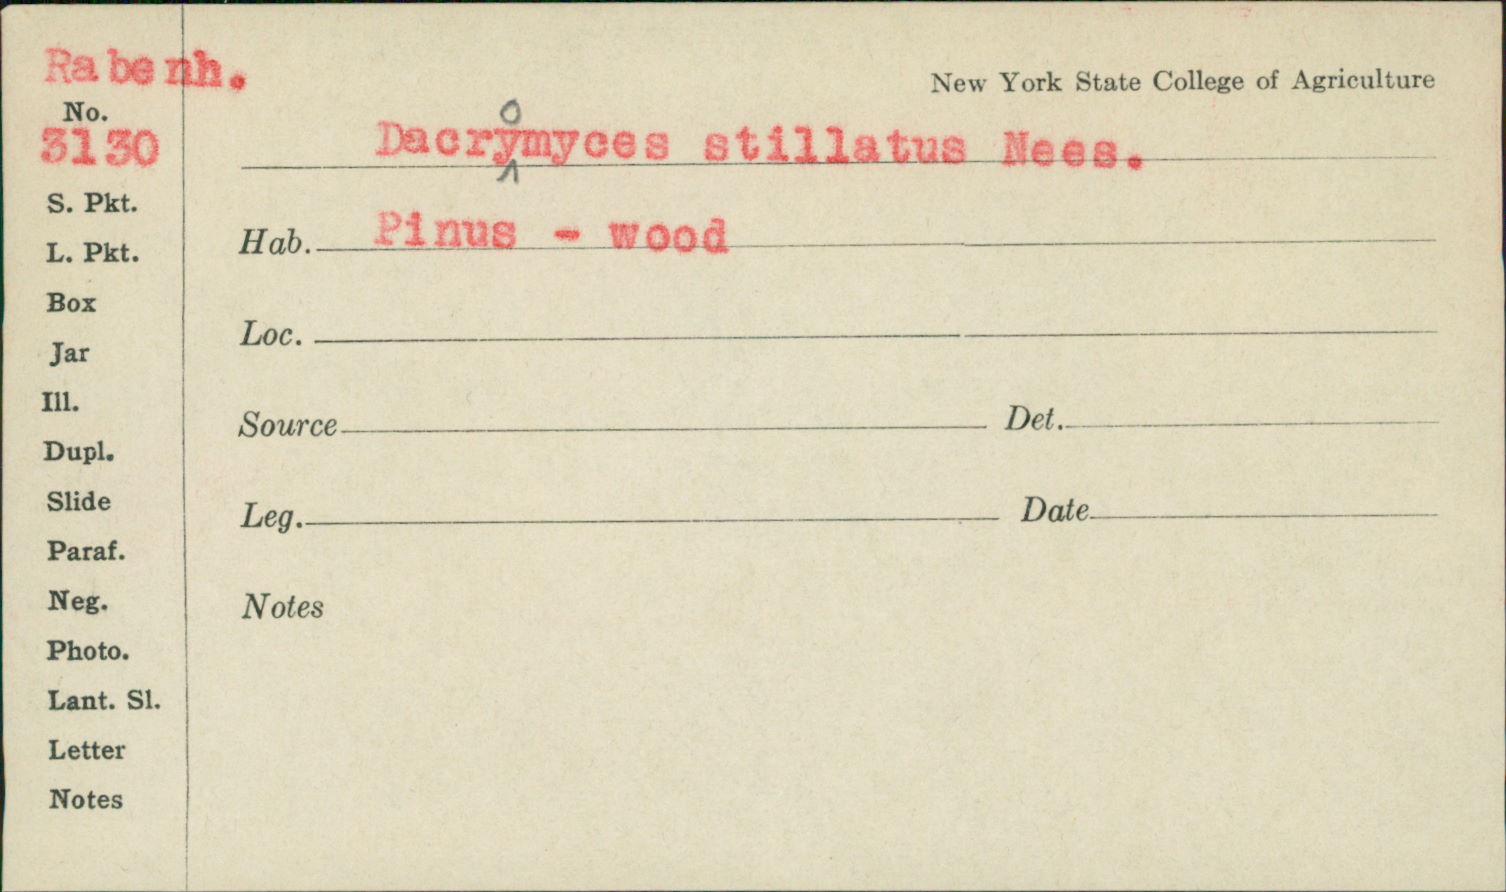 Rabenh.
New York State College of Agriculture
No.
3130
o
Dacrymyces stillatus Nees.
^
S. Pkt.
Hab. Pinus - wood
L. Pkt.
Box
Loc.
Jar
Ill.
Source Det.
Dupl.
Slide
Leg. Date
Paraf.
Neg.
Notes
Photo.
Lant. Sl.
Letter
Notes